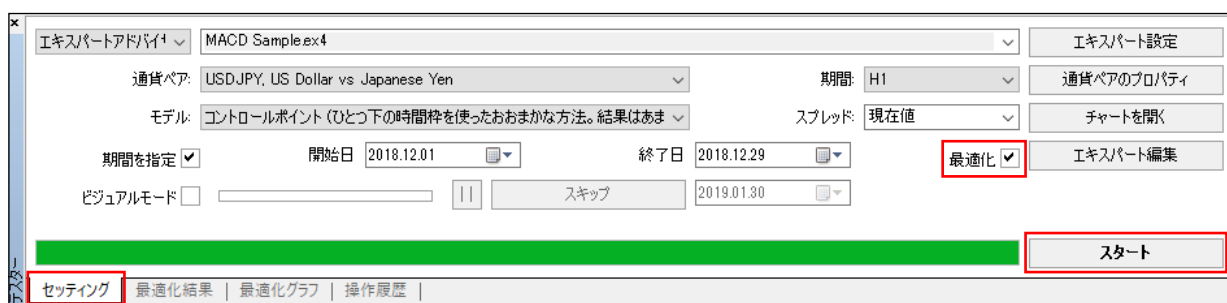 エキスパートアドバイ MACD Sample.ex4 エキスパート設定
通貨ペア: USDJPY, US Dollar vs Japanese Yen 期間: H1 通貨ペアのプロパティ
モデル: コントロールポイント (ひとつ下の時間枠を使ったおおまかな方法。結果はあま スプレッド: 現在値 チャートを開く
期間を指定 開始日 2018.12.01 終了日 2018.12.29 最適化 エキスパート編集
ビジュアルモード スキップ 2019.01.30
スタート
セッティング | 最適化結果 | 最適化グラフ | 操作履歴 |